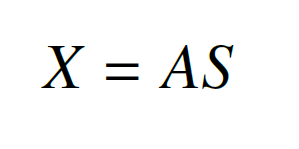 X = AS